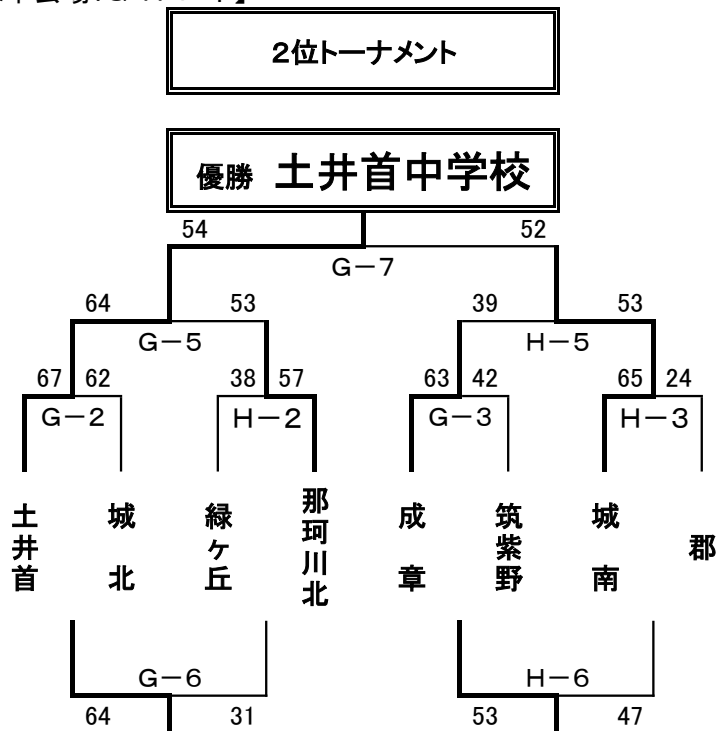 2位トーナメント
優勝 土井首中学校
54 52
G-7
64 53 39 53
G-5 H-5
67 62 38 57 63 42 65 24
G-2 H-2 G-3 H-3
土井首 城北 緑ヶ丘 那珂川北 成章 筑紫野 城南 郡
G-6 H-6
64 31 53 47